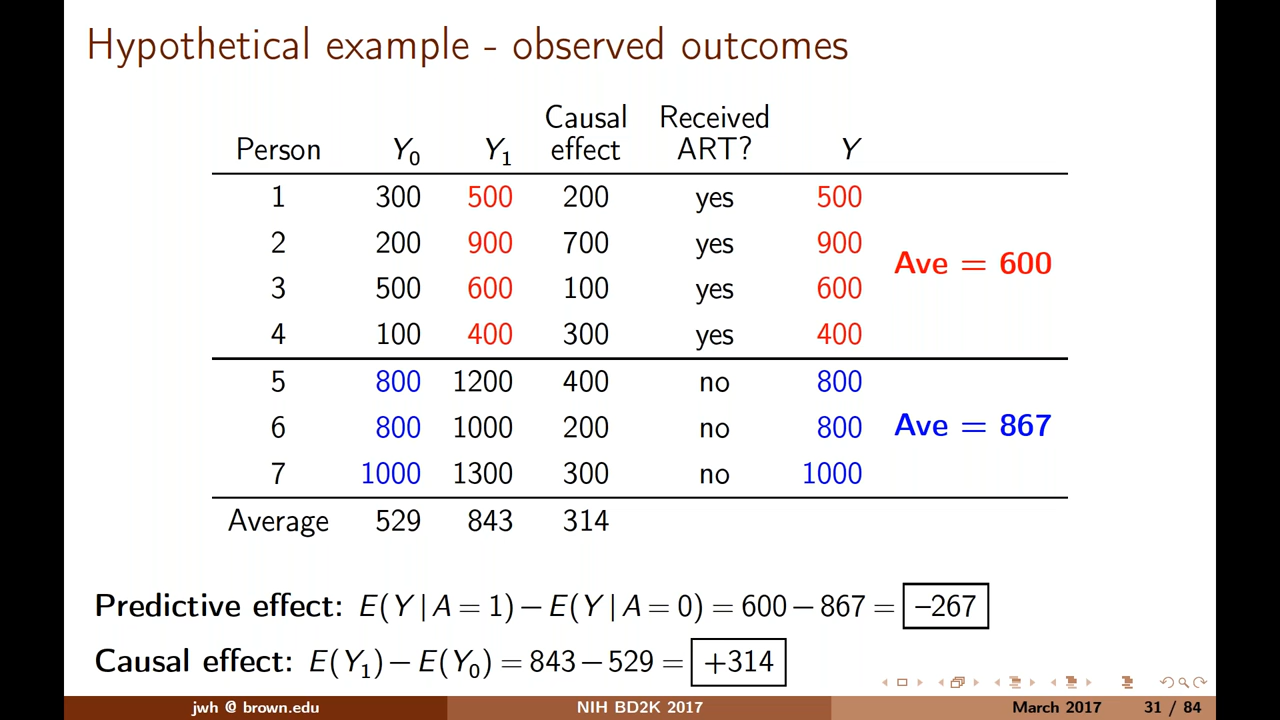 Hypothetical example - observed outcomes
Causal Received
Person Y₀ Y₁ effect ART? Y
1 300 500 200 yes 500
2 200 900 700 yes 900
Ave = 600
3 500 600 100 yes 600
4 100 400 300 yes 400
5 800 1200 400 no 800
6 800 1000 200 no 800 Ave = 867
7 1000 1300 300 no 1000
Average 529 843 314
Predictive effect: E(Y | A = 1) – E(Y | A = 0) = 600 – 867 = –267
Causal effect: E(Y₁) – E(Y₀) = 843 – 529 = +314
jwh @ brown.edu NIH BD2K 2017 March 2017 31 / 84